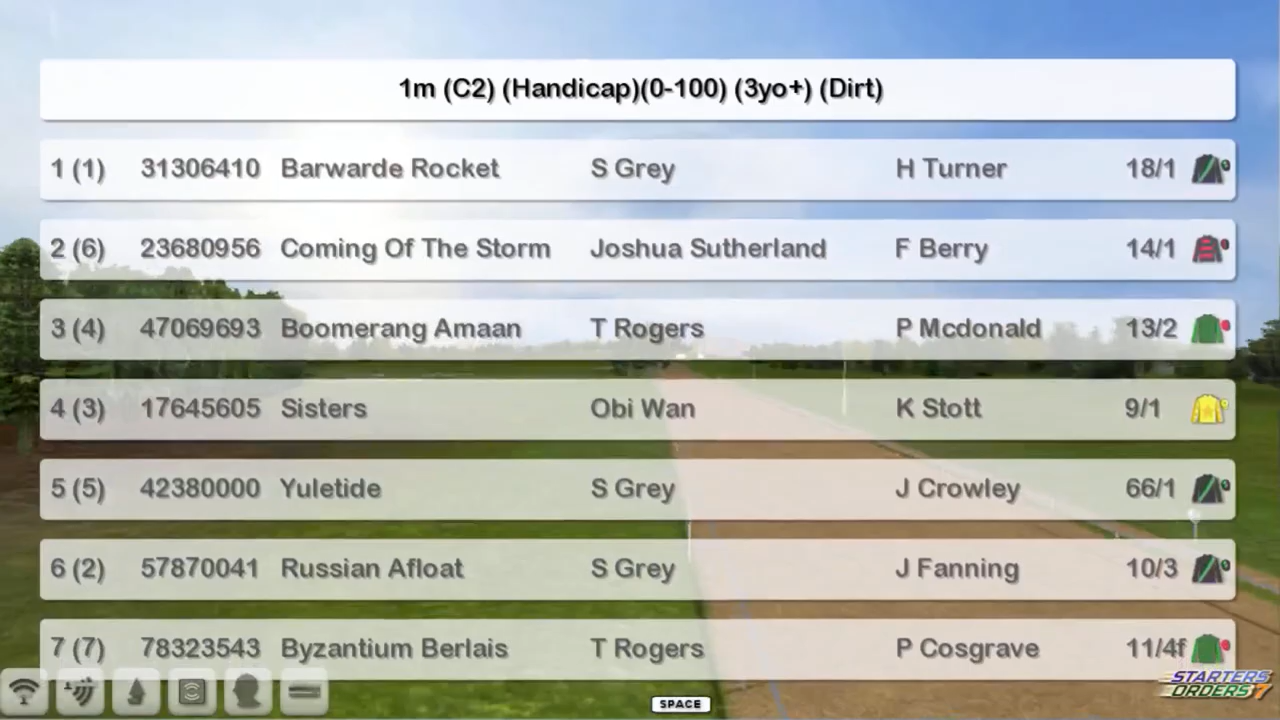 1m (C2) (Handicap)(0-100) (3yo+) (Dirt)
1 (1) 31306410 Barwarde Rocket S Grey H Turner 18/1
2 (6) 23680956 Coming Of The Storm Joshua Sutherland F Berry 14/1
3 (4) 47069693 Boomerang Amaan T Rogers P Mcdonald 13/2
4 (3) 17645605 Sisters Obi Wan K Stott 9/1
5 (5) 42380000 Yuletide S Grey J Crowley 66/1
6 (2) 57870041 Russian Afloat S Grey J Fanning 10/3
7 (7) 78323543 Byzantium Berlais T Rogers P Cosgrave 11/4f
SPACE
STARTERS
ORDERS 7